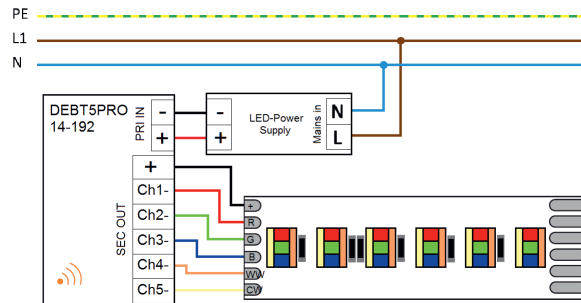 PE
L1
N
DEBT5PRO
14-192
PRI IN
-
+
-
+
LED-Power
Supply
Mains in
N
L
SEC OUT
+
Ch1-
Ch2-
Ch3-
Ch4-
Ch5-
+
R
G
B
WW
CW